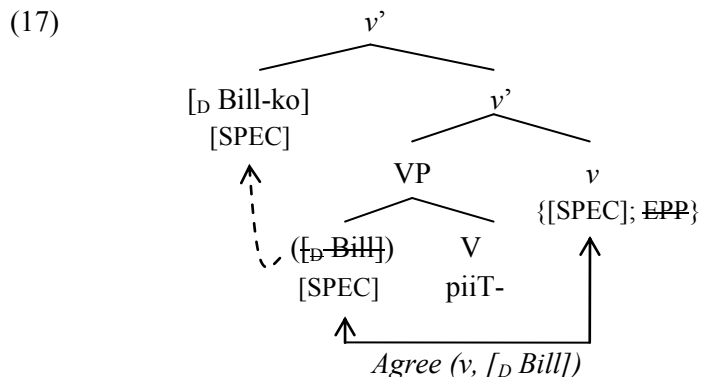 (17) v’
[D Bill-ko] v’
[SPEC]
VP v
{[SPEC]; EPP}
([D Bill]) V
[SPEC] piiT-
Agree (v, [D Bill])